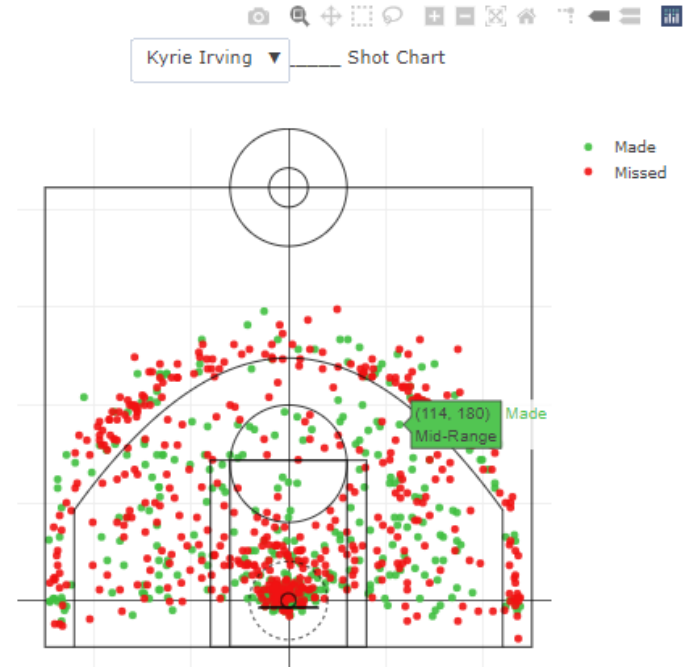 Kyrie Irving ▼ _____ Shot Chart
Made
Missed
(114, 180) Made
Mid-Range